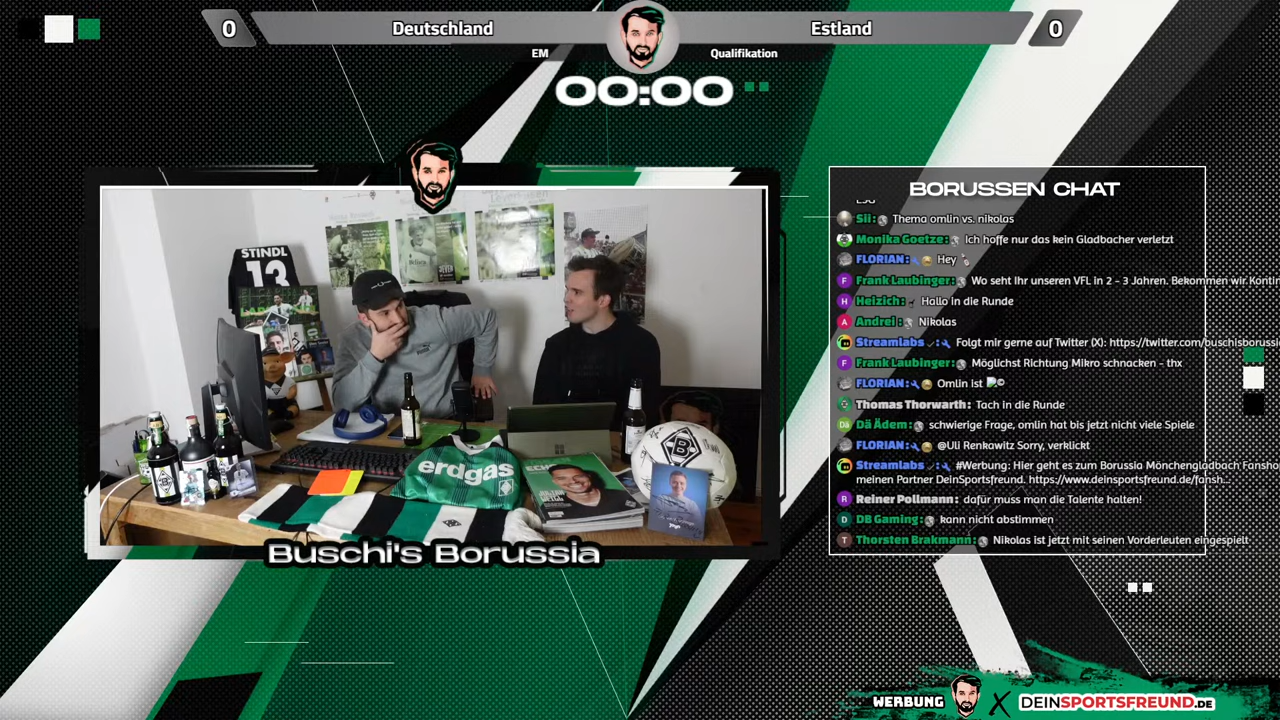 0
Deutschland
Estland
0
EM
Qualifikation
00:00
BORUSSEN CHAT
Sii: Thema omlin vs. nikolas
Monika Goetze: Ich hoffe nur das kein Gladbacher verletzt
FLORIAN: Hey
Frank Laubinger: Wo seht Ihr unseren VFL in 2 - 3 Jahren. Bekommen wir Kontin
Heizich: Hallo in die Runde
Andrei: Nikolas
Streamlabs: Folgt mir gerne auf Twitter (X): https://twitter.com/buschisborussia
Frank Laubinger: Möglichst Richtung Mikro schnacken - thx
FLORIAN: Omlin ist
Thomas Thorwarth: Tach in die Runde
Dä Ädem: schwierige Frage, omlin hat bis jetzt nicht viele Spiele
FLORIAN: @Uli Renkawitz Sorry, verklickt
Streamlabs: #Werbung: Hier geht es zum Borussia Mönchengladbach Fansho
meinen Partner DeinSportsfreund. https://www.deinsportsfreund.de/fansh...
Reiner Pollmann: dafür muss man die Talente halten!
DB Gaming: kann nicht abstimmen
Thorsten Brakmann: Nikolas ist jetzt mit seinen Vorderleuten eingespielt
STINDL
13
erdgas
ECHO
Buschi's Borussia
WERBUNG
X
DEINSPORTSFREUND.DE